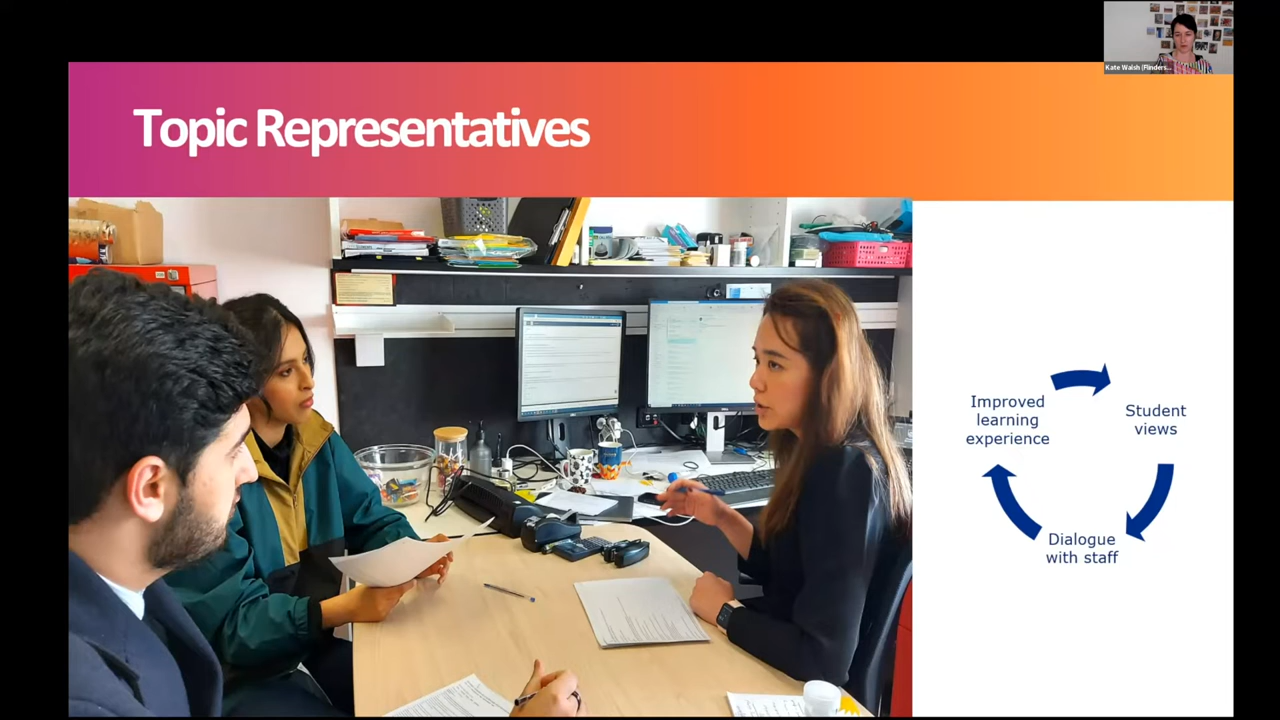 Kate Walsh (Flinders...
Topic Representatives
Improved
learning
experience
Student
views
Dialogue
with staff